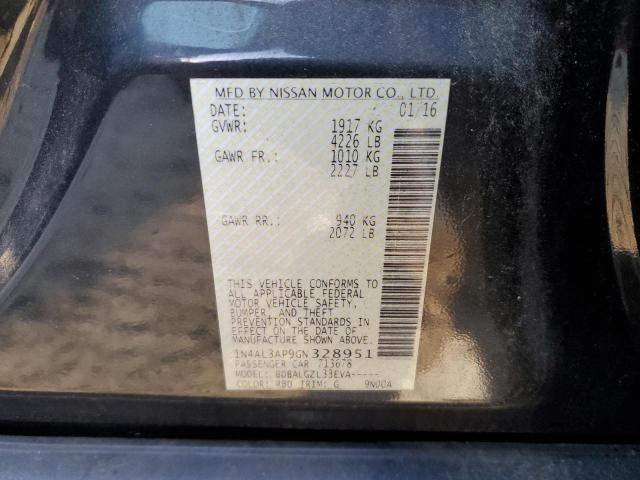 MFD BY NISSAN MOTOR CO., LTD.
DATE: 01/16
GVWR: 1917 KG
4226 LB
GAWR FR.: 1010 KG
2227 LB
GAWR RR.: 940 KG
2072 LB
THIS VEHICLE CONFORMS TO
ALL APPLICABLE FEDERAL
MOTOR VEHICLE SAFETY,
BUMPER, AND THEFT
PREVENTION STANDARDS IN
EFFECT ON THE DATE OF
MANUFACTURE SHOWN ABOVE.
1N4AL3AP9GN328951
PASSENGER CAR 713678
MODEL: BDBALGZL33EVA-----
COLOR: KBD TRIM: G 9N00A